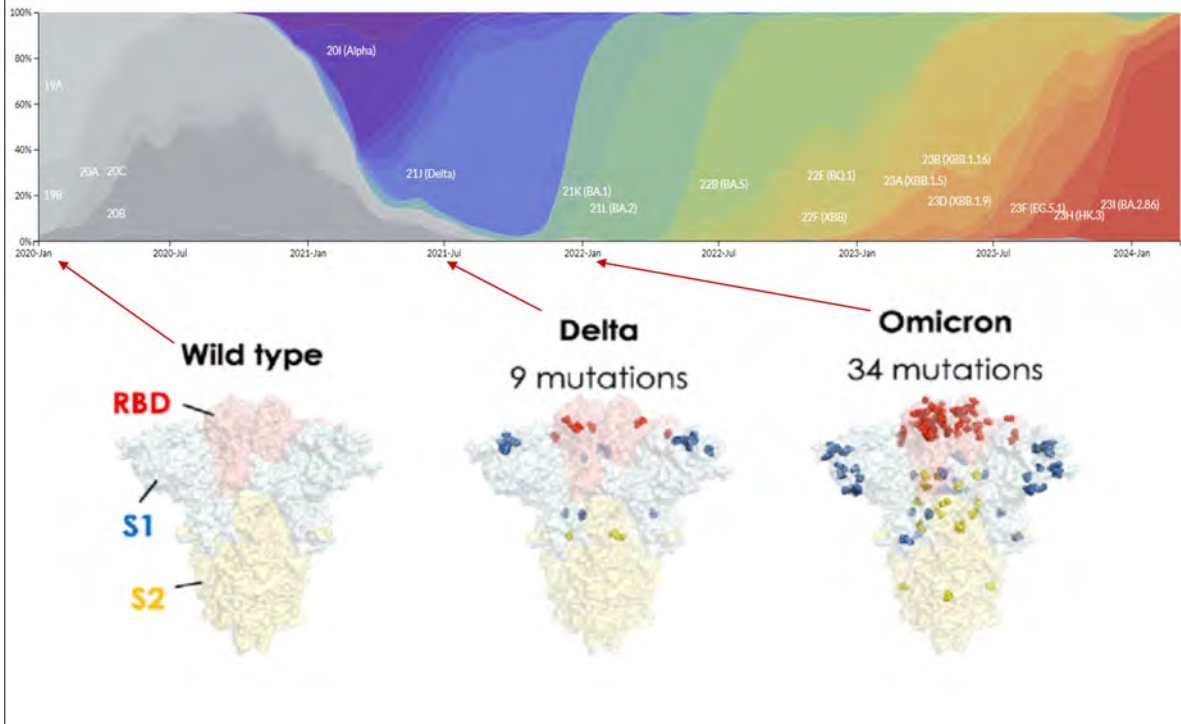 100%
80%
60%
40%
20%
0%
19A
19B
20A
20C
20B
20I (Alpha)
21J (Delta)
21K (BA.1)
21L (BA.2)
22B (BA.5)
22E (BQ.1)
22F (XBB)
23A (XBB.1.5)
23B (XBB.1.16)
23D (XBB.1.9)
23F (EG.5.1)
23H (HK.3)
23I (BA.2.86)
2020-Jan
2020-Jul
2021-Jan
2021-Jul
2022-Jan
2022-Jul
2023-Jan
2023-Jul
2024-Jan
Wild type
Delta
9 mutations
Omicron
34 mutations
RBD
S1
S2